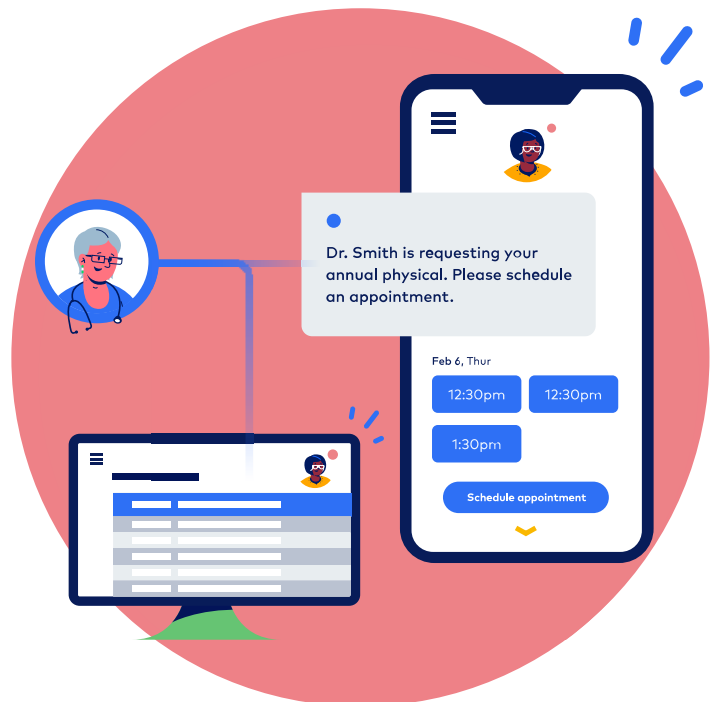 Dr. Smith is requesting your
annual physical. Please schedule
an appointment.
Feb 6, Thur
12:30pm 12:30pm
1:30pm
Schedule appointment